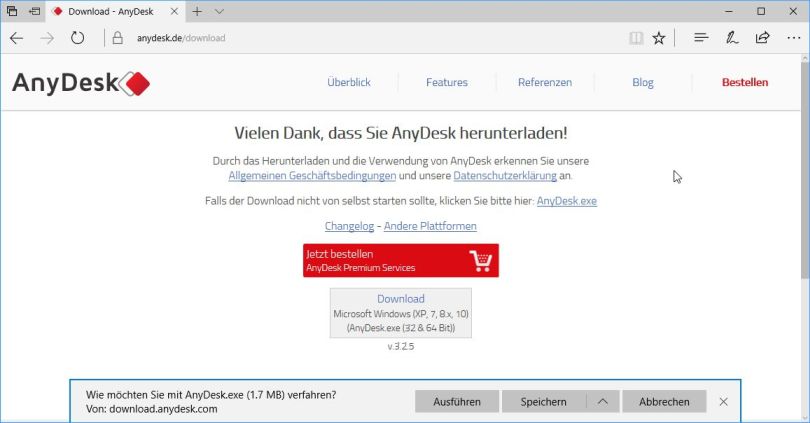 Download - AnyDesk
anydesk.de/download
AnyDesk
Überblick
Features
Referenzen
Blog
Bestellen
Vielen Dank, dass Sie AnyDesk herunterladen!
Durch das Herunterladen und die Verwendung von AnyDesk erkennen Sie unsere
Allgemeinen Geschäftsbedingungen und unsere Datenschutzerklärung an.
Falls der Download nicht von selbst starten sollte, klicken Sie bitte hier: AnyDesk.exe
Changelog - Andere Plattformen
Jetzt bestellen
AnyDesk Premium Services
Download
Microsoft Windows (XP, 7, 8.x, 10)
(AnyDesk.exe (32 & 64 Bit))
v.3.2.5
Wie möchten Sie mit AnyDesk.exe (1.7 MB) verfahren?
Von: download.anydesk.com
Ausführen
Speichern
Abbrechen